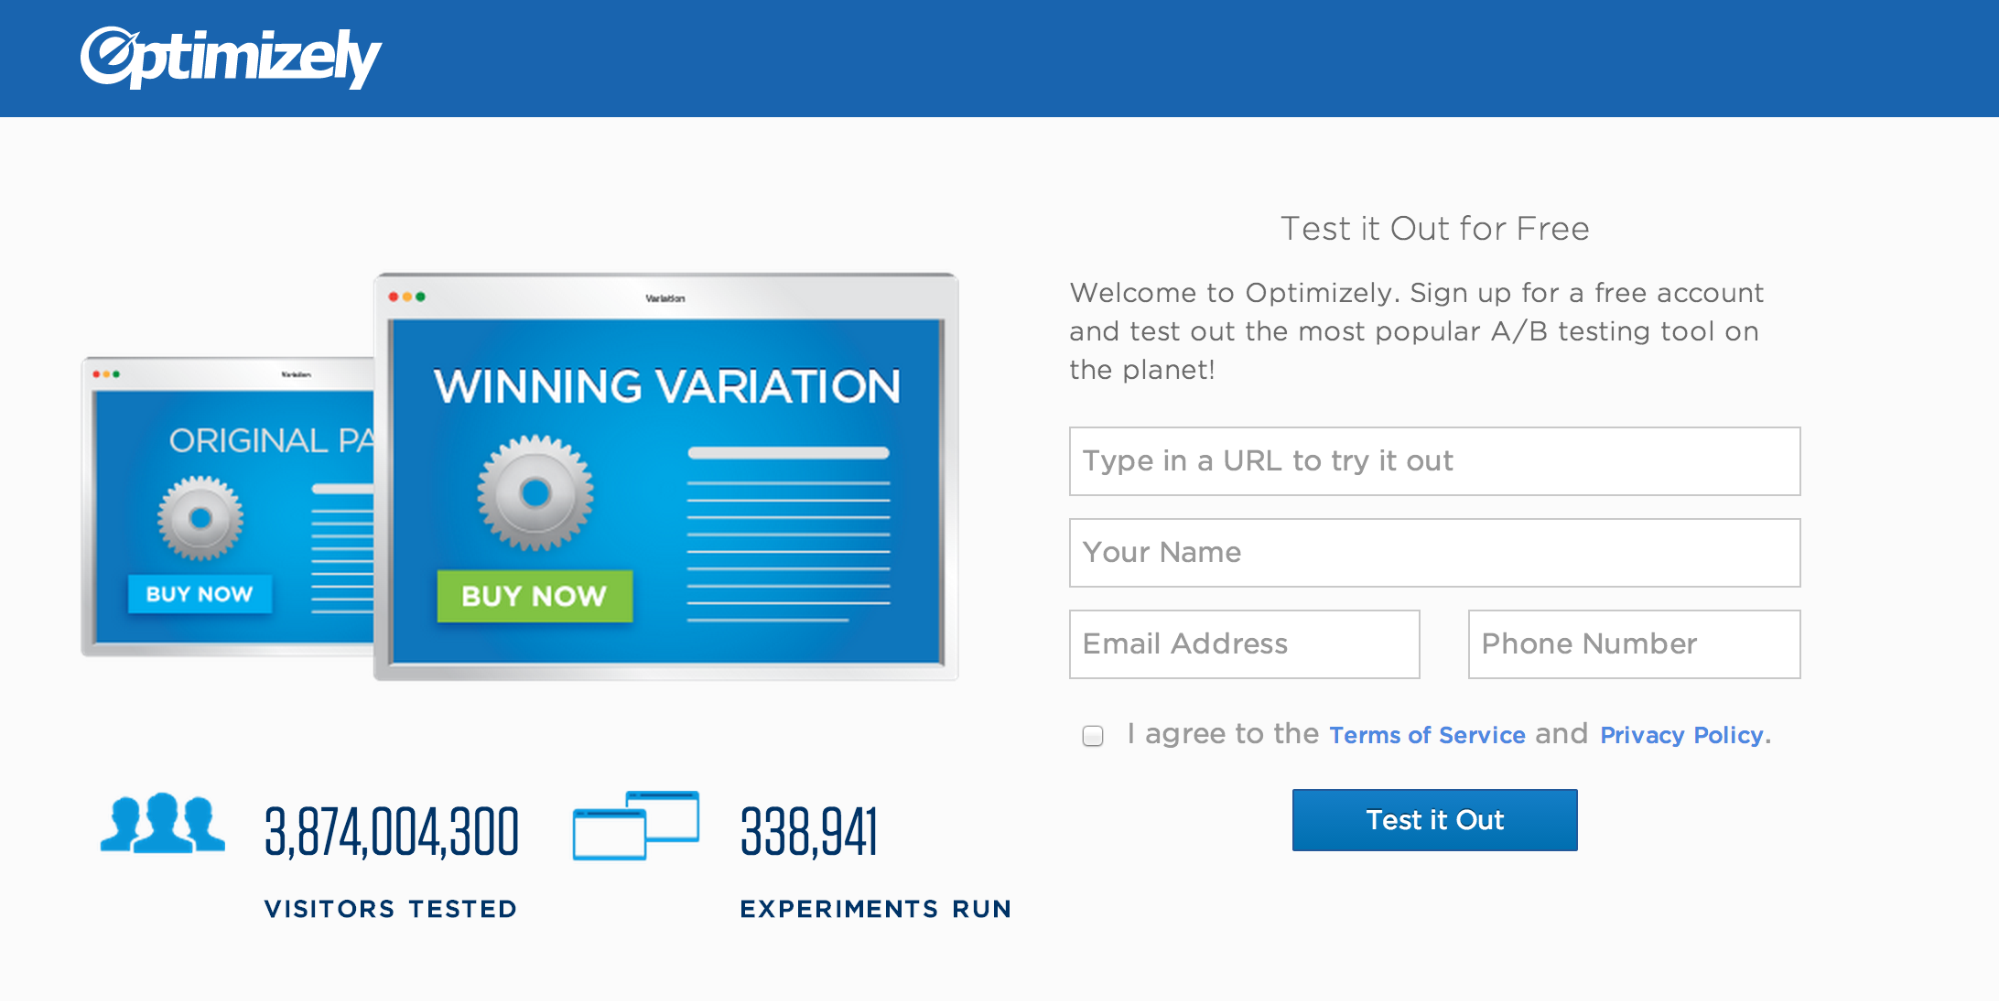 Optimizely
Test it Out for Free
Welcome to Optimizely. Sign up for a free account
and test out the most popular A/B testing tool on
the planet!
Type in a URL to try it out
Your Name
Email Address
Phone Number
I agree to the Terms of Service and Privacy Policy.
Test it Out
Variation
WINNING VARIATION
BUY NOW
Variation
ORIGINAL PA
BUY NOW
3,874,004,300
VISITORS TESTED
338,941
EXPERIMENTS RUN